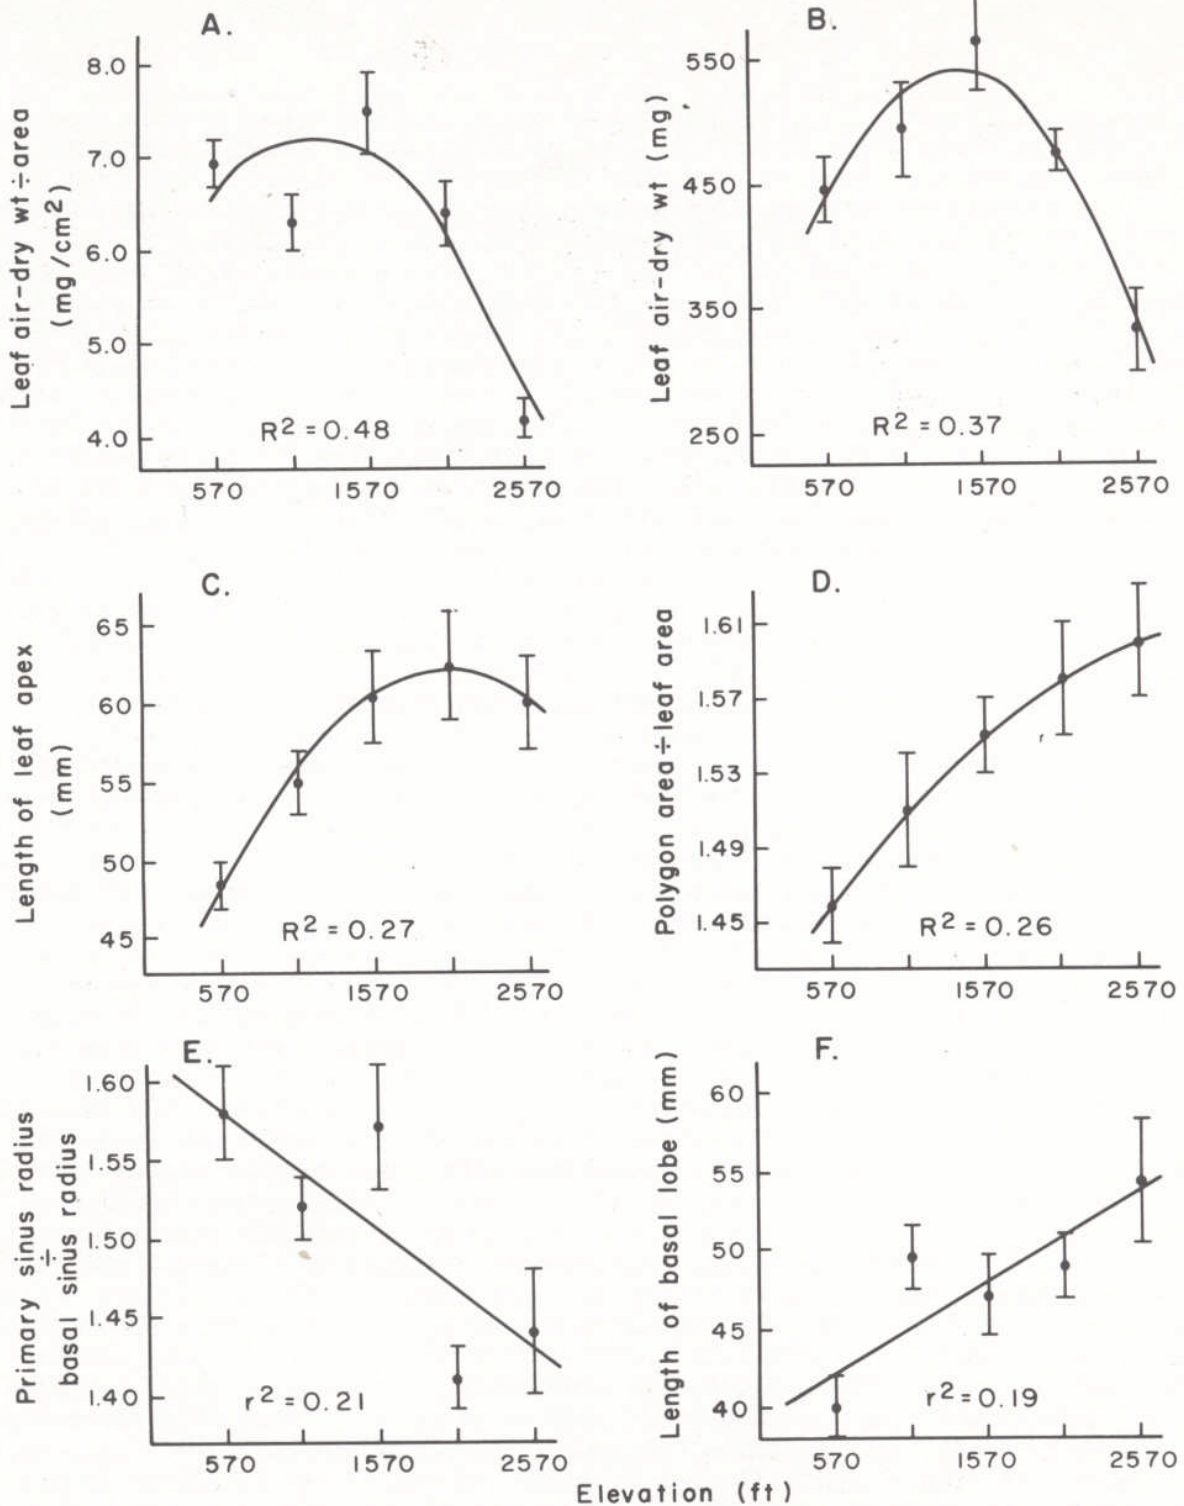 A.
Leaf air-dry wt ÷ area
(mg/cm²)
8.0
7.0
6.0
5.0
4.0
R² = 0.48
570 1570 2570
B.
Leaf air-dry wt (mg)
550
450
350
250
R² = 0.37
570 1570 2570
C.
Length of leaf apex
(mm)
65
60
55
50
45
R² = 0.27
570 1570 2570
D.
Polygon area ÷ leaf area
1.61
1.57
1.53
1.49
1.45
R² = 0.26
570 1570 2570
E.
Primary sinus radius
÷
basal sinus radius
1.60
1.55
1.50
1.45
1.40
r² = 0.21
570 1570 2570
F.
Length of basal lobe (mm)
60
55
50
45
40
r² = 0.19
570 1570 2570
Elevation (ft)